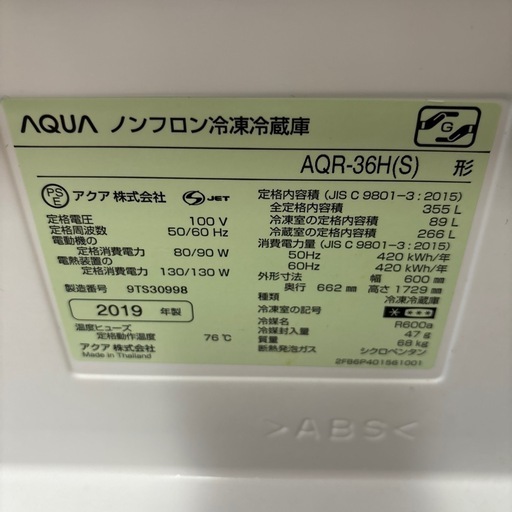 AQUA ノンフロン冷凍冷蔵庫
G
AQR-36H(S) 形
PSE アクア株式会社 S JET
定格電圧 100 V
定格周波数 50/60 Hz
電動機の
定格消費電力 80/90 W
電熱装置の
定格消費電力 130/130 W
製造番号 9TS30998
2019 年製
温度ヒューズ
定格動作温度 76℃
アクア 株式会社
Made in Thailand
定格内容積 (JIS C 9801-3 : 2015)
全定格内容積 355 L
冷凍室の定格内容積 89 L
冷蔵室の定格内容積 266 L
消費電力量 (JIS C 9801-3 : 2015)
50Hz 420 kWh/年
60Hz 420 kWh/年
外形寸法 幅 600 mm
奥行 662 mm 高さ 1729 mm
種類 冷凍冷蔵庫
冷凍室の記号
冷媒名 R600a
冷媒封入量 47 g
質量 68 kg
断熱発泡ガス シクロペンタン
2FB6P401561001
>ABS<